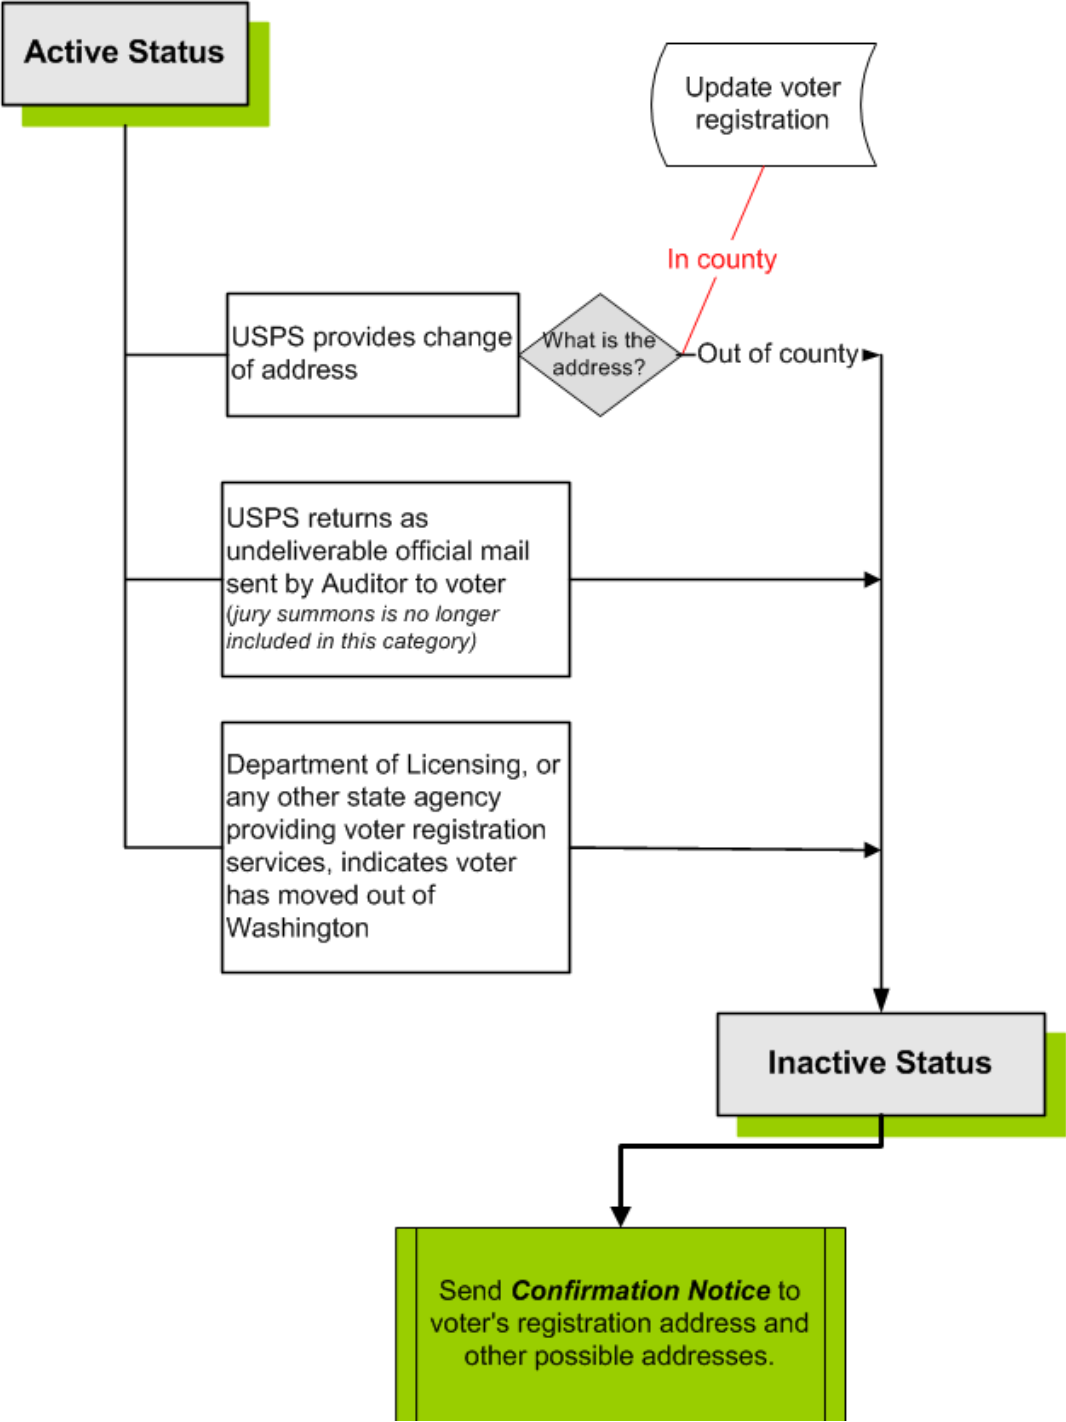 Active Status
Update voter
registration
In county
USPS provides change
of address
What is the
address?
Out of county
USPS returns as
undeliverable official mail
sent by Auditor to voter
(jury summons is no longer
included in this category)
Department of Licensing, or
any other state agency
providing voter registration
services, indicates voter
has moved out of
Washington
Inactive Status
Send Confirmation Notice to
voter's registration address and
other possible addresses.